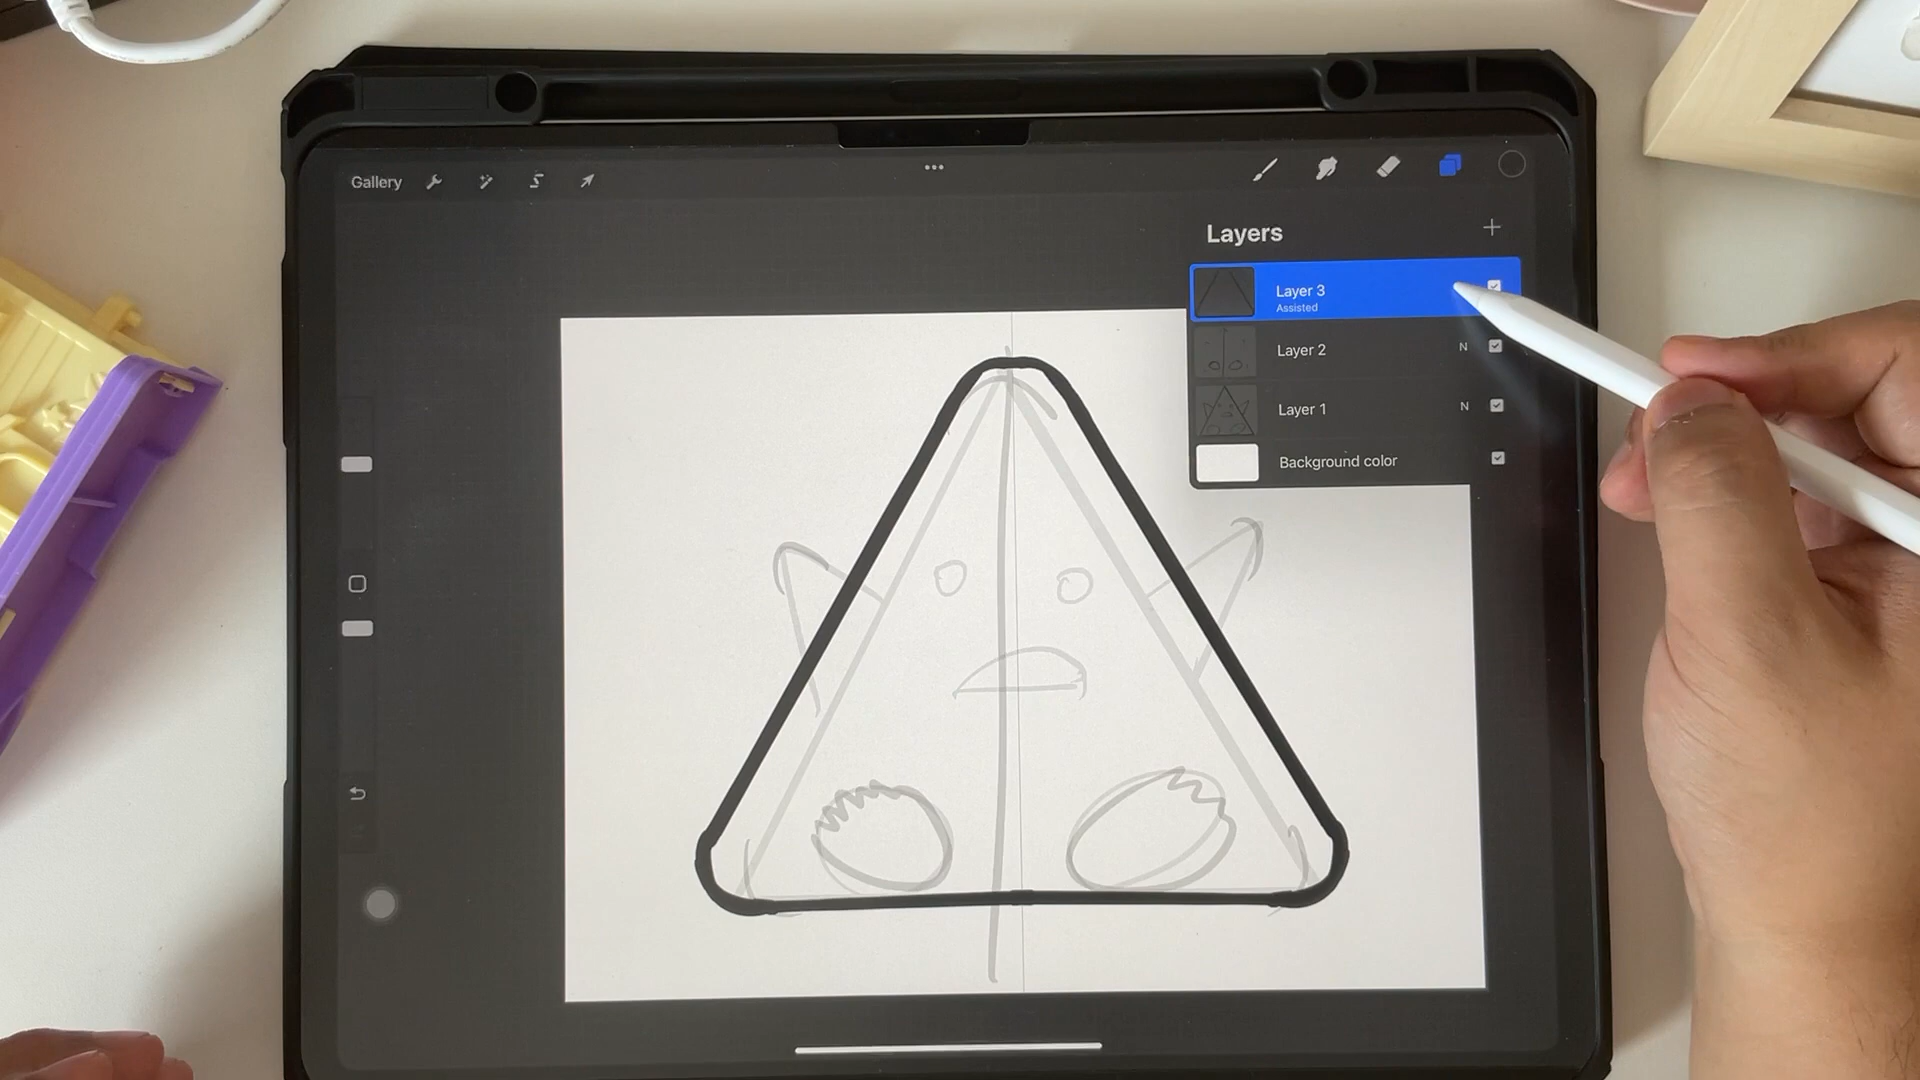 Gallery
Layers
Layer 3
Assisted
Layer 2 N
Layer 1 N
Background color